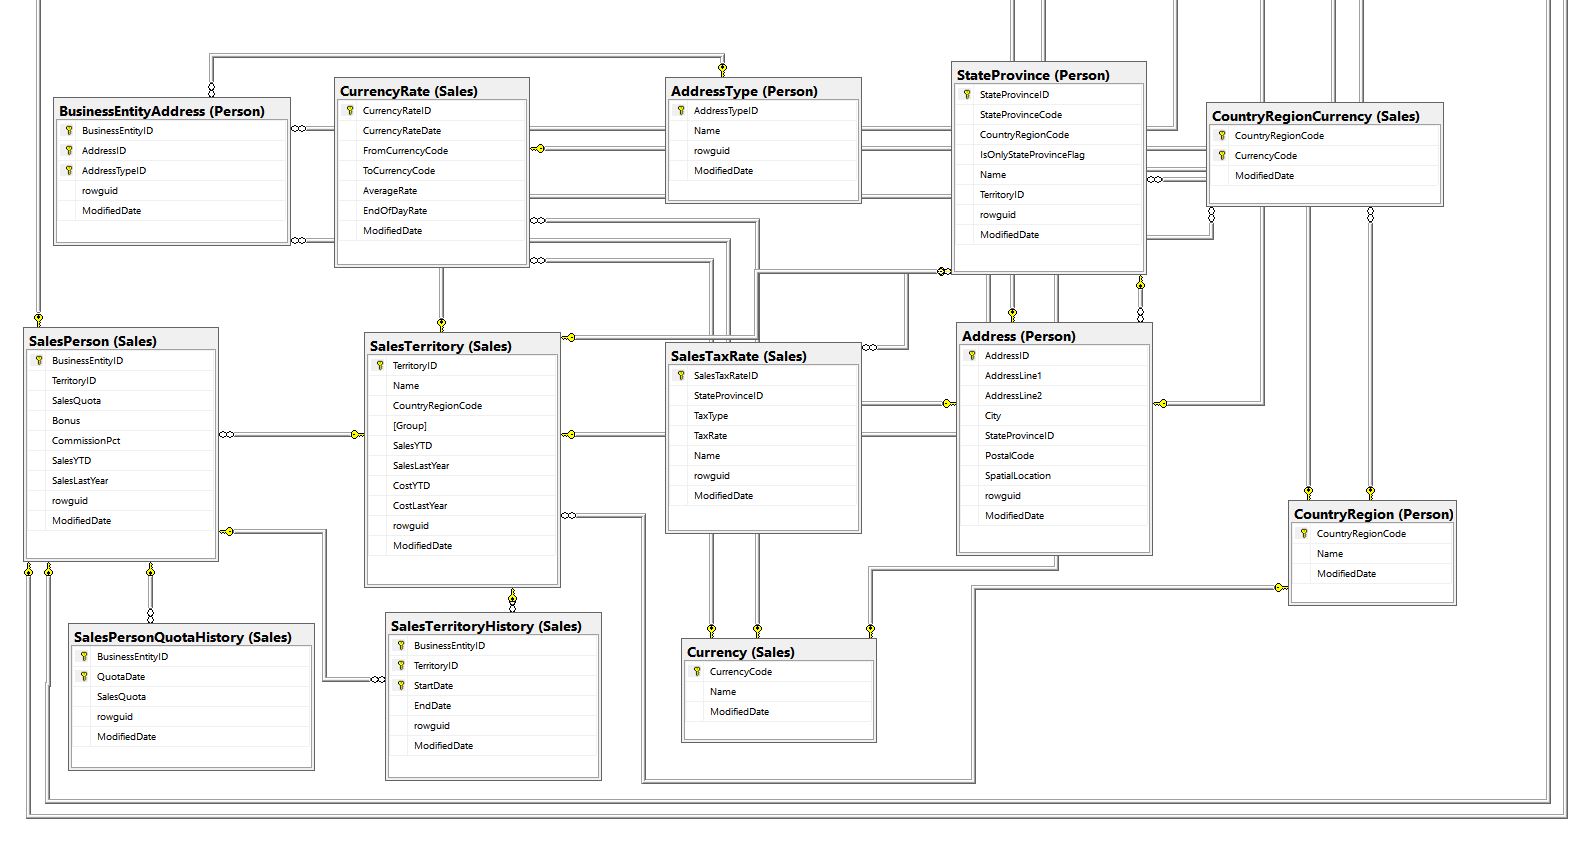 BusinessEntityAddress (Person)
BusinessEntityID
AddressID
AddressTypeID
rowguid
ModifiedDate
CurrencyRate (Sales)
CurrencyRateID
CurrencyRateDate
FromCurrencyCode
ToCurrencyCode
AverageRate
EndOfDayRate
ModifiedDate
AddressType (Person)
AddressTypeID
Name
rowguid
ModifiedDate
StateProvince (Person)
StateProvinceID
StateProvinceCode
CountryRegionCode
IsOnlyStateProvinceFlag
Name
TerritoryID
rowguid
ModifiedDate
CountryRegionCurrency (Sales)
CountryRegionCode
CurrencyCode
ModifiedDate
SalesPerson (Sales)
BusinessEntityID
TerritoryID
SalesQuota
Bonus
CommissionPct
SalesYTD
SalesLastYear
rowguid
ModifiedDate
SalesTerritory (Sales)
TerritoryID
Name
CountryRegionCode
[Group]
SalesYTD
SalesLastYear
CostYTD
CostLastYear
rowguid
ModifiedDate
SalesTaxRate (Sales)
SalesTaxRateID
StateProvinceID
TaxType
TaxRate
Name
rowguid
ModifiedDate
Address (Person)
AddressID
AddressLine1
AddressLine2
City
StateProvinceID
PostalCode
SpatialLocation
rowguid
ModifiedDate
CountryRegion (Person)
CountryRegionCode
Name
ModifiedDate
SalesPersonQuotaHistory (Sales)
BusinessEntityID
QuotaDate
SalesQuota
rowguid
ModifiedDate
SalesTerritoryHistory (Sales)
BusinessEntityID
TerritoryID
StartDate
EndDate
rowguid
ModifiedDate
Currency (Sales)
CurrencyCode
Name
ModifiedDate